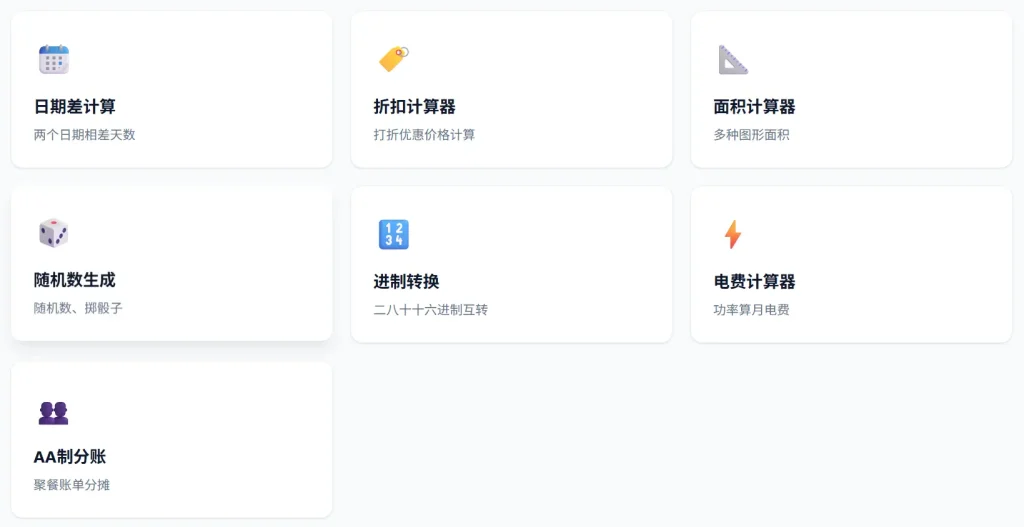 日期差计算
两个日期相差天数
折扣计算器
打折优惠价格计算
面积计算器
多种图形面积
随机数生成
随机数、掷骰子
1 2
3 4
进制转换
二八十十六进制互转
电费计算器
功率算月电费
AA制分账
聚餐账单分摊